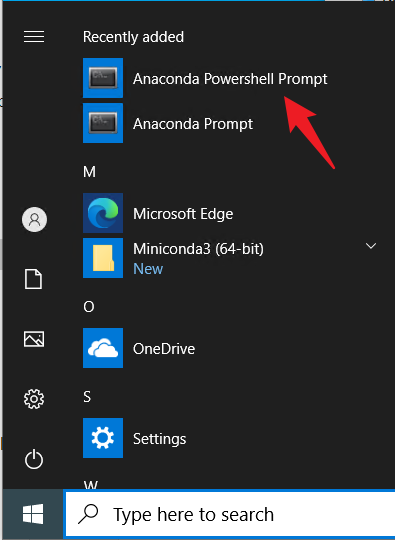 Recently added
Anaconda Powershell Prompt
Anaconda Prompt
M
Microsoft Edge
Miniconda3 (64-bit)
New
O
OneDrive
S
Settings
W
Type here to search